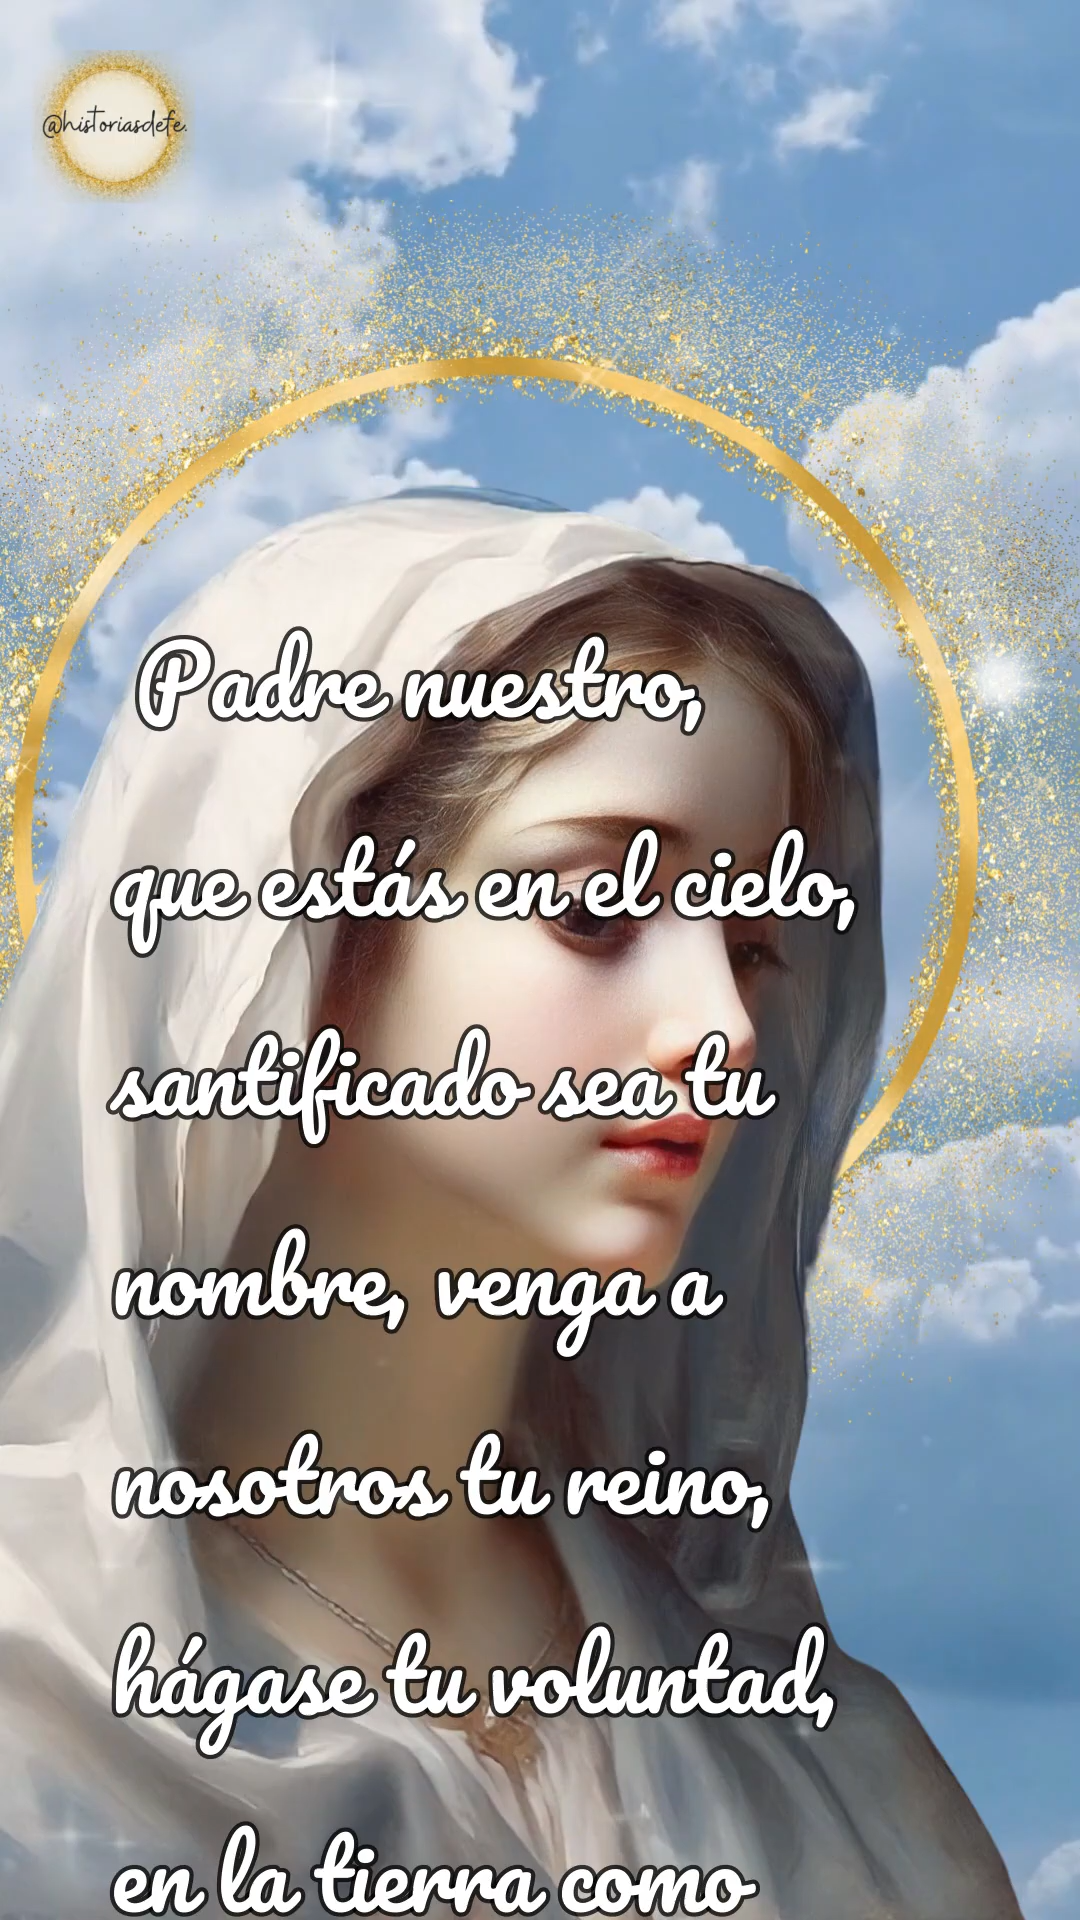 @historiasdefe.
Padre nuestro,
que estás en el cielo,
santificado sea tu
nombre, venga a
nosotros tu reino,
hágase tu voluntad,
en la tierra como